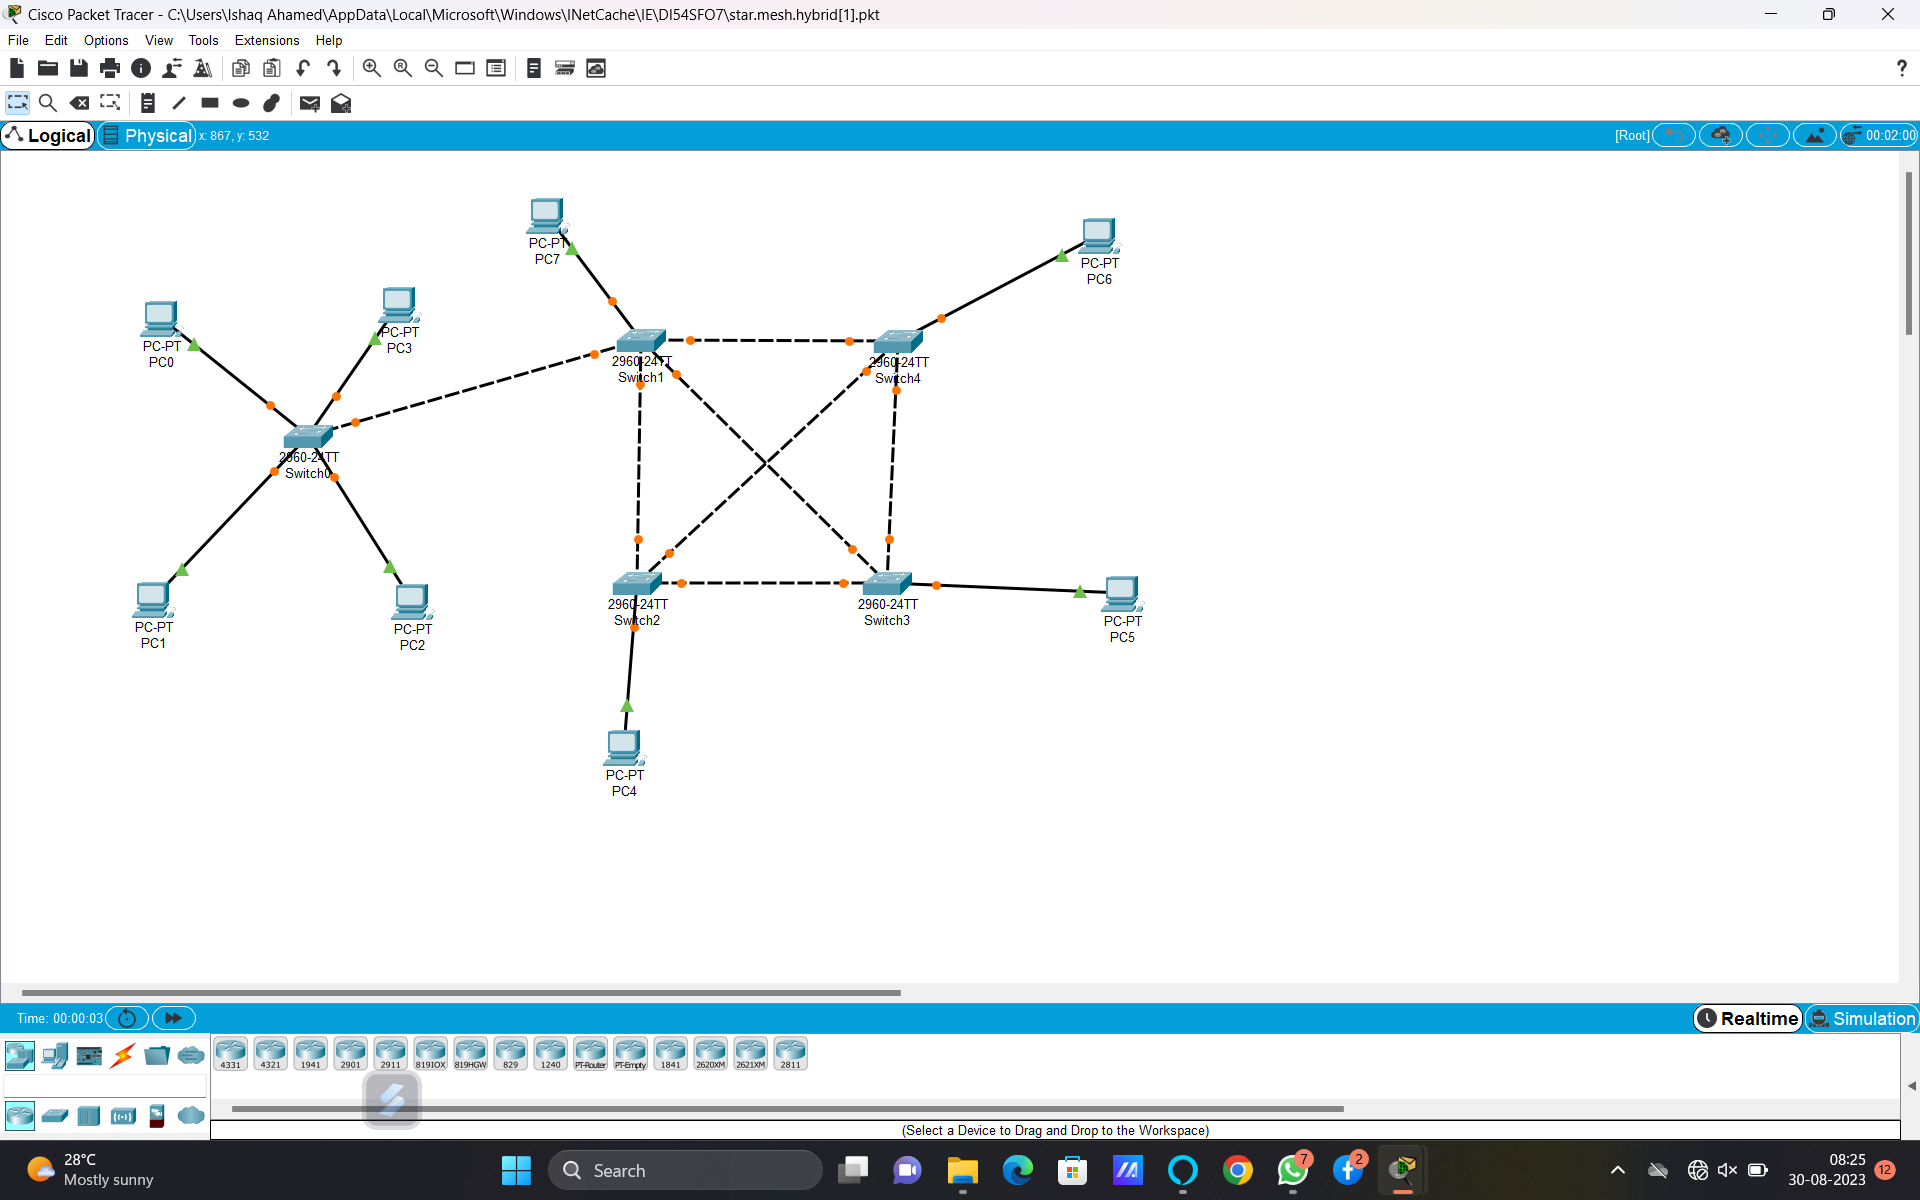 Cisco Packet Tracer - C:\Users\Ishaq Ahamed\AppData\Local\Microsoft\Windows\INetCache\IE\DI54SFO7\star.mesh.hybrid[1].pkt
File Edit Options View Tools Extensions Help
?
Logical Physical x: 867, y: 532 [Root] 00:02:00
PC-PT
PC7
PC-PT
PC6
PC-PT
PC0
PC-PT
PC3
2960-24TT
Switch1
2960-24TT
Switch4
2960-24TT
Switch0
2960-24TT
Switch2
2960-24TT
Switch3
PC-PT
PC1
PC-PT
PC2
PC-PT
PC5
PC-PT
PC4
Time: 00:00:03 Realtime Simulation
4331 4321 1941 2901 2911 819IOX 819HGW 829 1240 PT-Router PT-Empty 1841 2620XM 2621XM 2811
(Select a Device to Drag and Drop to the Workspace)
28°C
Mostly sunny
Search
7
2
08:25
30-08-2023
12